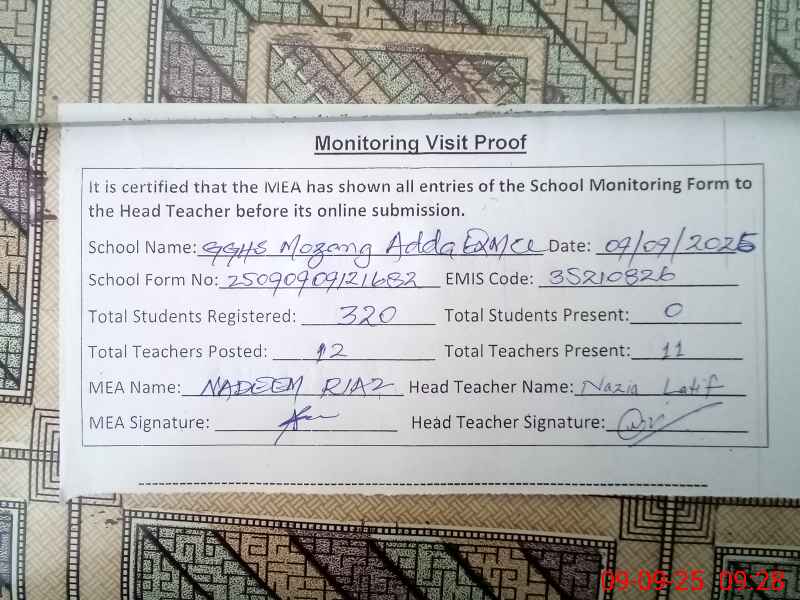 Monitoring Visit Proof
It is certified that the MEA has shown all entries of the School Monitoring Form to
the Head Teacher before its online submission.
School Name: GGHS Mozang Adda LHR Date: 09/09/2025
School Form No: 25090909121682 EMIS Code: 35210826
Total Students Registered: 320 Total Students Present: 0
Total Teachers Posted: 12 Total Teachers Present: 11
MEA Name: NADEEM RIAZ Head Teacher Name: Nazia Latif
MEA Signature: Head Teacher Signature:
09-09-25 09:28